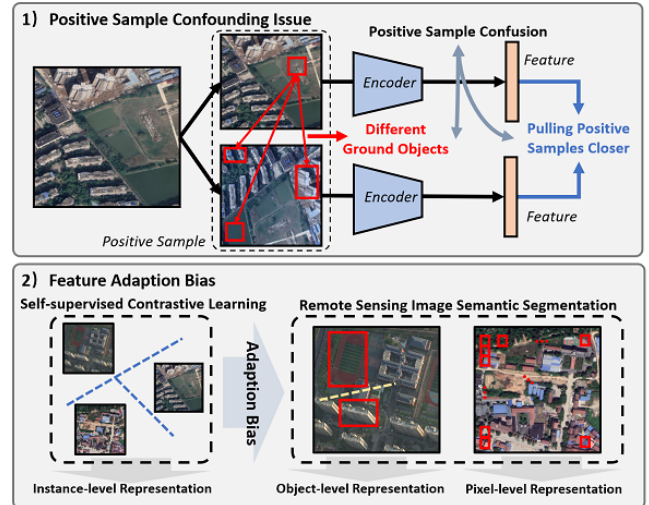 1) Positive Sample Confounding Issue
Positive Sample Confusion
Encoder
Feature
Different
Ground Objects
Pulling Positive
Samples Closer
Encoder
Feature
Positive Sample
2) Feature Adaption Bias
Self-supervised Contrastive Learning
Remote Sensing Image Semantic Segmentation
Adaption Bias
Instance-level Representation
Object-level Representation
Pixel-level Representation